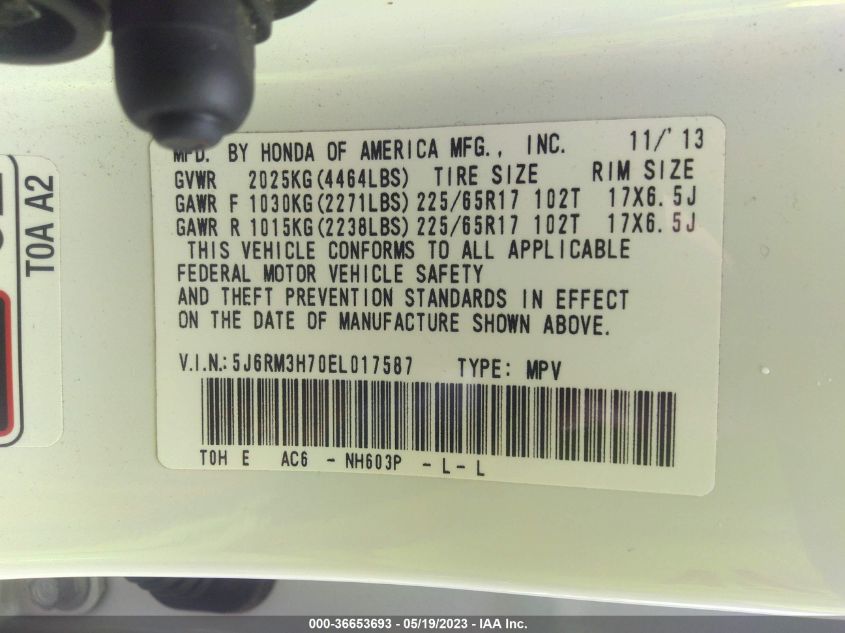 MFD. BY HONDA OF AMERICA MFG., INC. 11/'13
GVWR 2025KG(4464LBS) TIRE SIZE RIM SIZE
GAWR F 1030KG(2271LBS) 225/65R17 102T 17X6.5J
GAWR R 1015KG(2238LBS) 225/65R17 102T 17X6.5J
THIS VEHICLE CONFORMS TO ALL APPLICABLE
FEDERAL MOTOR VEHICLE SAFETY
AND THEFT PREVENTION STANDARDS IN EFFECT
ON THE DATE OF MANUFACTURE SHOWN ABOVE.
V.I.N.: 5J6RM3H70EL017587 TYPE: MPV
T0H E AC6 - NH603P - L - L
T0A A2
000-36653693 - 05/19/2023 - IAA Inc.